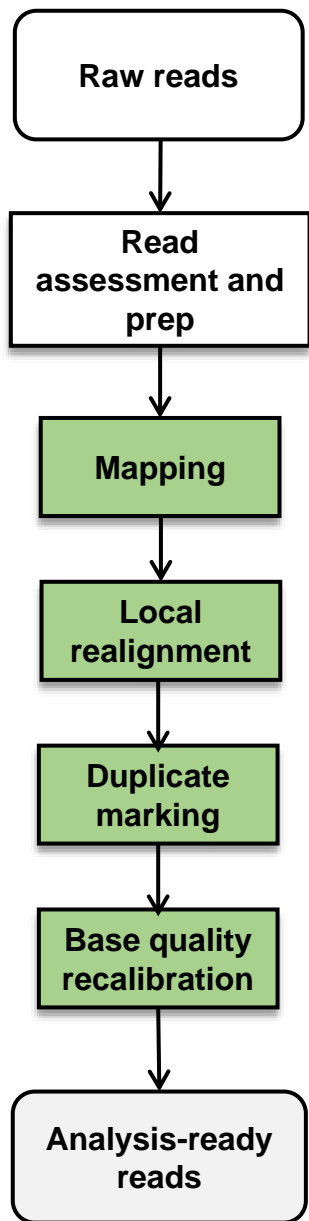 Raw reads
Read
assessment and
prep
Mapping
Local
realignment
Duplicate
marking
Base quality
recalibration
Analysis-ready
reads